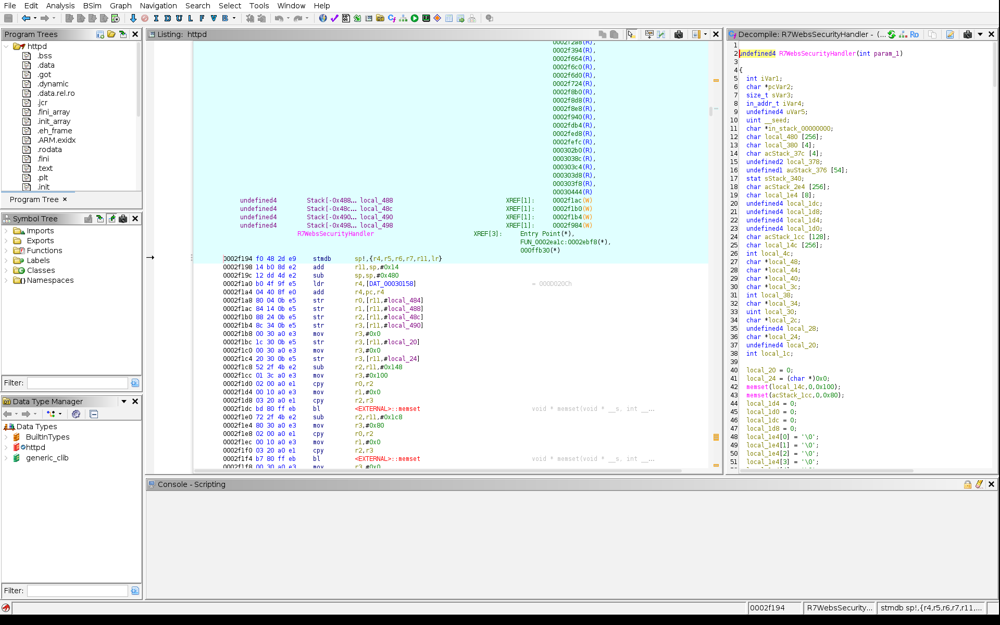 File Edit Analysis BSim Graph Navigation Search Select Tools Window Help
I D U L F V B
Program Trees
httpd
.bss
.data
.got
.dynamic
.data.rel.ro
.jcr
.fini_array
.init_array
.eh_frame
.ARM.exidx
.rodata
.fini
.text
.plt
.init
Program Tree ×
Symbol Tree
Imports
Exports
Functions
Labels
Classes
Namespaces
Filter:
Data Type Manager
Data Types
BuiltInTypes
httpd
generic_clib
Filter:
Listing: httpd
0002f2a8(R),
0002f394(R),
0002f664(R),
0002f6c0(R),
0002f6d0(R),
0002f724(R),
0002f8b0(R),
0002f8d8(R),
0002f8e8(R),
0002f940(R),
0002fdb4(R),
0002fed8(R),
0002fefc(R),
000302b0(R),
0003038c(R),
000303c4(R),
000303d8(R),
000303f8(R),
00030444(R)
undefined4 Stack[-0x488... local_488 XREF[1]: 0002f1ac(W)
undefined4 Stack[-0x48c... local_48c XREF[1]: 0002f1b0(W)
undefined4 Stack[-0x490... local_490 XREF[1]: 0002f1b4(W)
undefined4 Stack[-0x498... local_498 XREF[1]: 0002f984(W)
R7WebsSecurityHandler XREF[3]: Entry Point(*),
FUN_0002ea1c:0002ebf8(*),
000ffb30(*)
0002f194 f0 48 2d e9 stmdb sp!,{r4,r5,r6,r7,r11,lr}
0002f198 14 b0 8d e2 add r11,sp,#0x14
0002f19c 12 dd 4d e2 sub sp,sp,#0x480
0002f1a0 b0 4f 9f e5 ldr r4,[DAT_00030158] = 000D020Ch
0002f1a4 04 40 8f e0 add r4,pc,r4
0002f1a8 80 04 0b e5 str r0,[r11,#local_484]
0002f1ac 84 14 0b e5 str r1,[r11,#local_488]
0002f1b0 88 24 0b e5 str r2,[r11,#local_48c]
0002f1b4 8c 34 0b e5 str r3,[r11,#local_490]
0002f1b8 00 30 a0 e3 mov r3,#0x0
0002f1bc 1c 30 0b e5 str r3,[r11,#local_20]
0002f1c0 00 30 a0 e3 mov r3,#0x0
0002f1c4 20 30 0b e5 str r3,[r11,#local_24]
0002f1c8 52 2f 4b e2 sub r2,r11,#0x148
0002f1cc 01 3c a0 e3 mov r3,#0x100
0002f1d0 02 00 a0 e1 cpy r0,r2
0002f1d4 00 10 a0 e3 mov r1,#0x0
0002f1d8 03 20 a0 e1 cpy r2,r3
0002f1dc bd 80 ff eb bl <EXTERNAL>::memset void * memset(void * __s, int __...
0002f1e0 72 2f 4b e2 sub r2,r11,#0x1c8
0002f1e4 80 30 a0 e3 mov r3,#0x80
0002f1e8 02 00 a0 e1 cpy r0,r2
0002f1ec 00 10 a0 e3 mov r1,#0x0
0002f1f0 03 20 a0 e1 cpy r2,r3
0002f1f4 b7 80 ff eb bl <EXTERNAL>::memset void * memset(void * __s, int __...
0002f1f8 00 30 a0 e3 mov r3,#0x0
Decompile: R7WebsSecurityHandler - (... Ro
1
2 undefined4 R7WebsSecurityHandler(int param_1)
3
4 {
5 int iVar1;
6 char *pcVar2;
7 size_t sVar3;
8 in_addr_t iVar4;
9 undefined4 uVar5;
10 uint __seed;
11 char *in_stack_00000000;
12 char local_480 [256];
13 char local_380 [4];
14 char acStack_37c [4];
15 undefined2 local_378;
16 undefined1 auStack_376 [54];
17 stat sStack_340;
18 char acStack_2e4 [256];
19 char local_1e4 [8];
20 undefined4 local_1dc;
21 undefined4 local_1d8;
22 undefined4 local_1d4;
23 undefined4 local_1d0;
24 char acStack_1cc [128];
25 char local_14c [256];
26 int local_4c;
27 char *local_48;
28 char *local_44;
29 char *local_40;
30 char *local_3c;
31 int local_38;
32 char *local_34;
33 uint local_30;
34 char *local_2c;
35 undefined4 local_28;
36 char *local_24;
37 undefined4 local_20;
38 int local_1c;
39
40 local_20 = 0;
41 local_24 = (char *)0x0;
42 memset(local_14c,0,0x100);
43 memset(acStack_1cc,0,0x80);
44 local_1d4 = 0;
45 local_1d0 = 0;
46 local_1dc = 0;
47 local_1d8 = 0;
48 local_1e4[0] = '\0';
49 local_1e4[1] = '\0';
50 local_1e4[2] = '\0';
51 local_1e4[3] = '\0';
Console - Scripting
0002f194 R7WebsSecurity... stmdb sp!,{r4,r5,r6,r7,r11,...